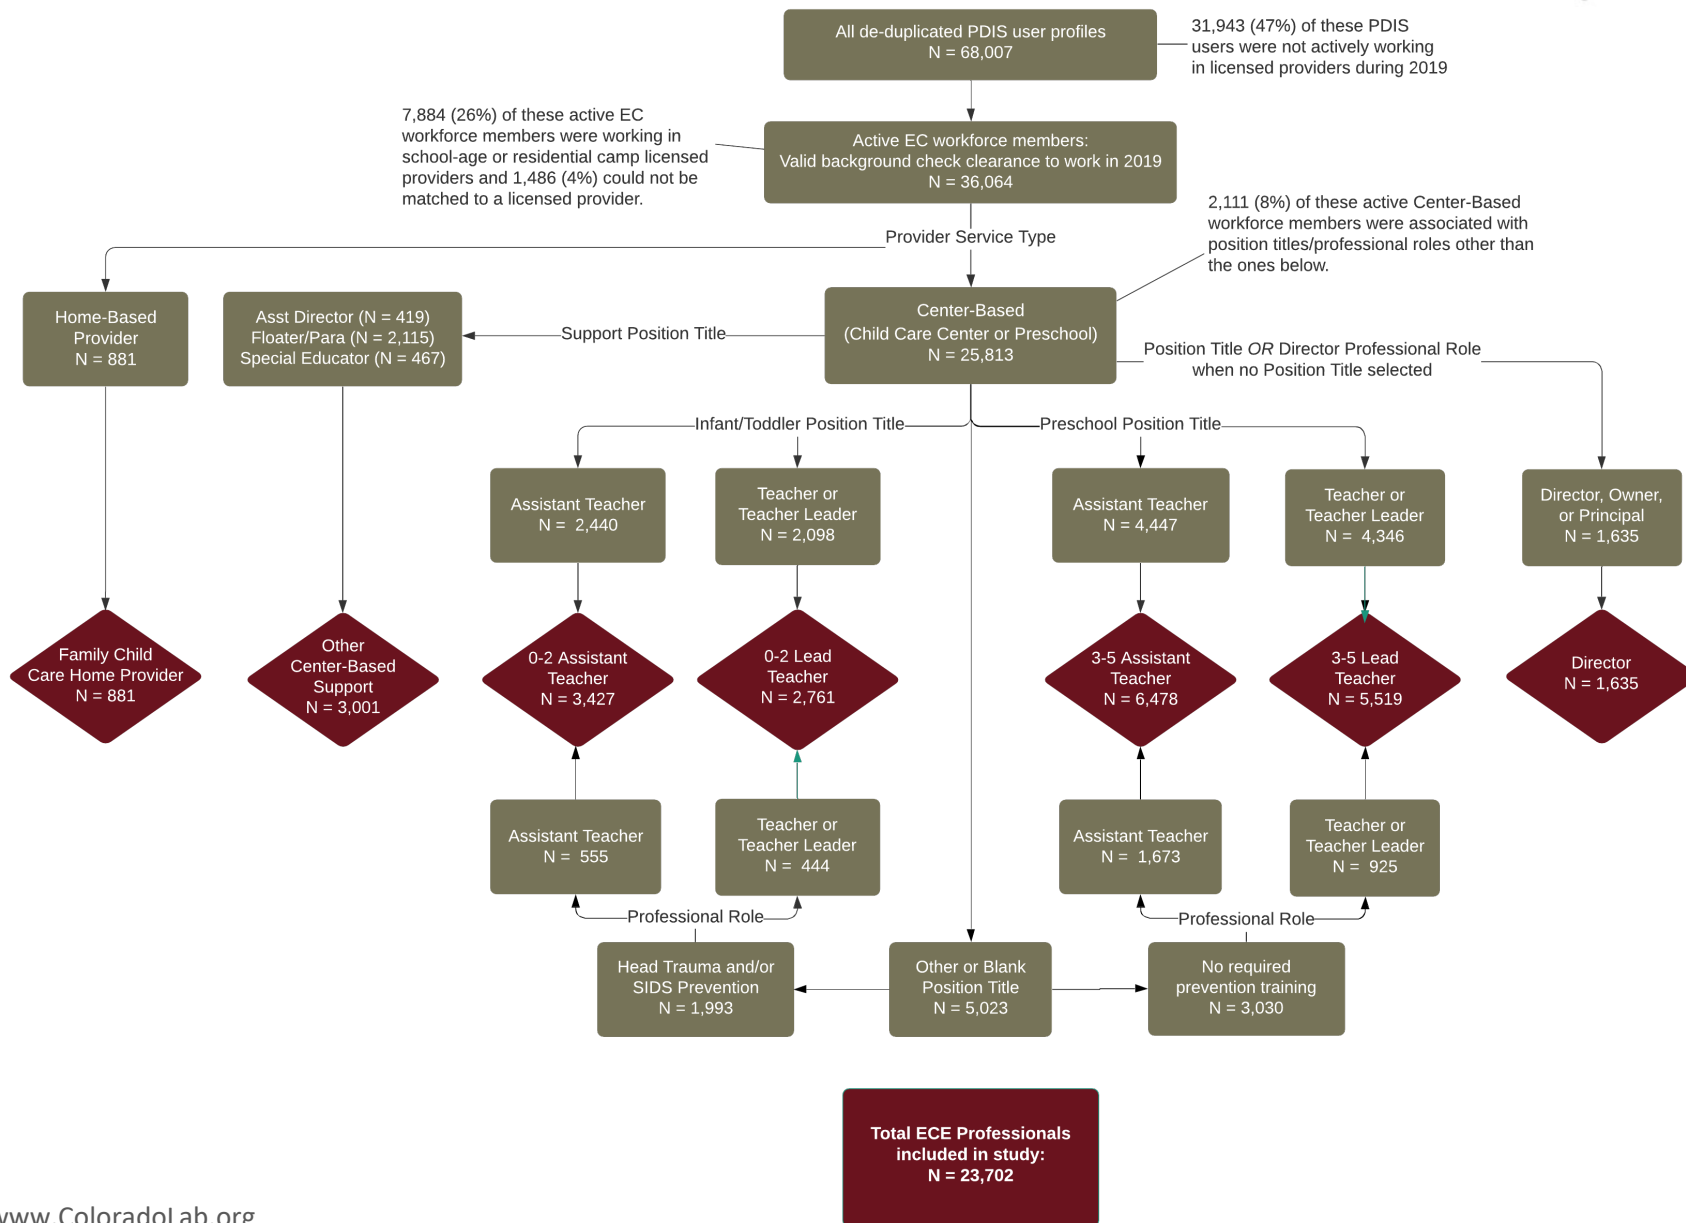 All de-duplicated PDIS user profiles
N = 68,007
31,943 (47%) of these PDIS
users were not actively working
in licensed providers during 2019
7,884 (26%) of these active EC
workforce members were working in
school-age or residential camp licensed
providers and 1,486 (4%) could not be
matched to a licensed provider.
Active EC workforce members:
Valid background check clearance to work in 2019
N = 36,064
2,111 (8%) of these active Center-Based
workforce members were associated with
position titles/professional roles other than
the ones below.
Provider Service Type
Home-Based
Provider
N = 881
Asst Director (N = 419)
Floater/Para (N = 2,115)
Special Educator (N = 467)
Support Position Title
Center-Based
(Child Care Center or Preschool)
N = 25,813
Position Title OR Director Professional Role
when no Position Title selected
Infant/Toddler Position Title
Preschool Position Title
Assistant Teacher
N =  2,440
Teacher or
Teacher Leader
N = 2,098
Assistant Teacher
N = 4,447
Teacher or
Teacher Leader
N =  4,346
Director, Owner,
or Principal
N = 1,635
Family Child
Care Home Provider
N = 881
Other
Center-Based
Support
N = 3,001
0-2 Assistant
Teacher
N = 3,427
0-2 Lead
Teacher
N = 2,761
3-5 Assistant
Teacher
N = 6,478
3-5 Lead
Teacher
N = 5,519
Director
N = 1,635
Assistant Teacher
N =  555
Teacher or
Teacher Leader
N =  444
Assistant Teacher
N =  1,673
Teacher or
Teacher Leader
N =  925
Professional Role
Professional Role
Head Trauma and/or
SIDS Prevention
N = 1,993
Other or Blank
Position Title
N = 5,023
No required
prevention training
N = 3,030
Total ECE Professionals
included in study:
N = 23,702
www.ColoradoLab.org